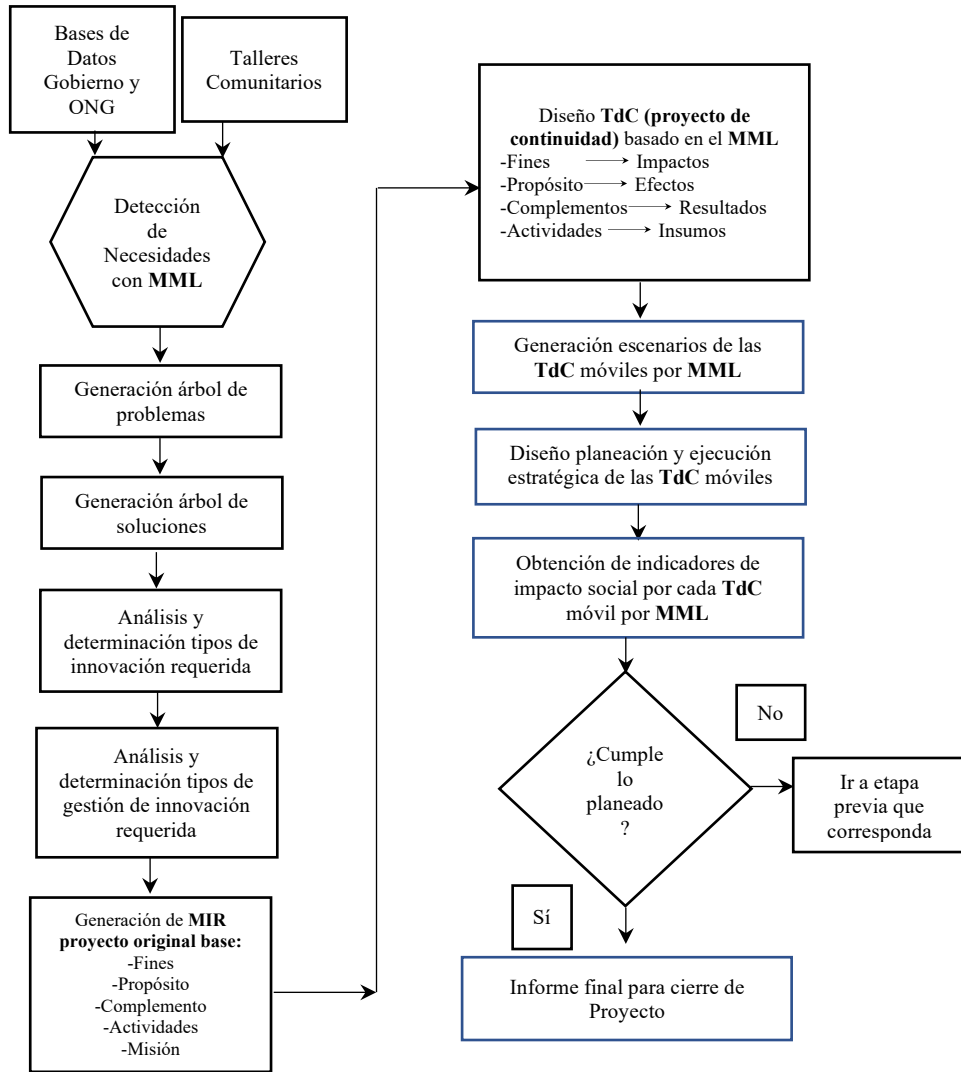 Bases de
Datos
Gobierno y
ONG
Talleres
Comunitarios
Detección
de
Necesidades
con MML
Generación árbol de
problemas
Generación árbol de
soluciones
Análisis y
determinación tipos de
innovación requerida
Análisis y
determinación tipos de
gestión de innovación
requerida
Generación de MIR
proyecto original base:
-Fines
-Propósito
-Complemento
-Actividades
-Misión
Diseño TdC (proyecto de
continuidad) basado en el MML
-Fines → Impactos
-Propósito → Efectos
-Complementos → Resultados
-Actividades → Insumos
Generación escenarios de las
TdC móviles por MML
Diseño planeación y ejecución
estratégica de las TdC móviles
Obtención de indicadores de
impacto social por cada TdC
móvil por MML
¿Cumple
lo
planeado
?
No
Ir a etapa
previa que
corresponda
Sí
Informe final para cierre de
Proyecto